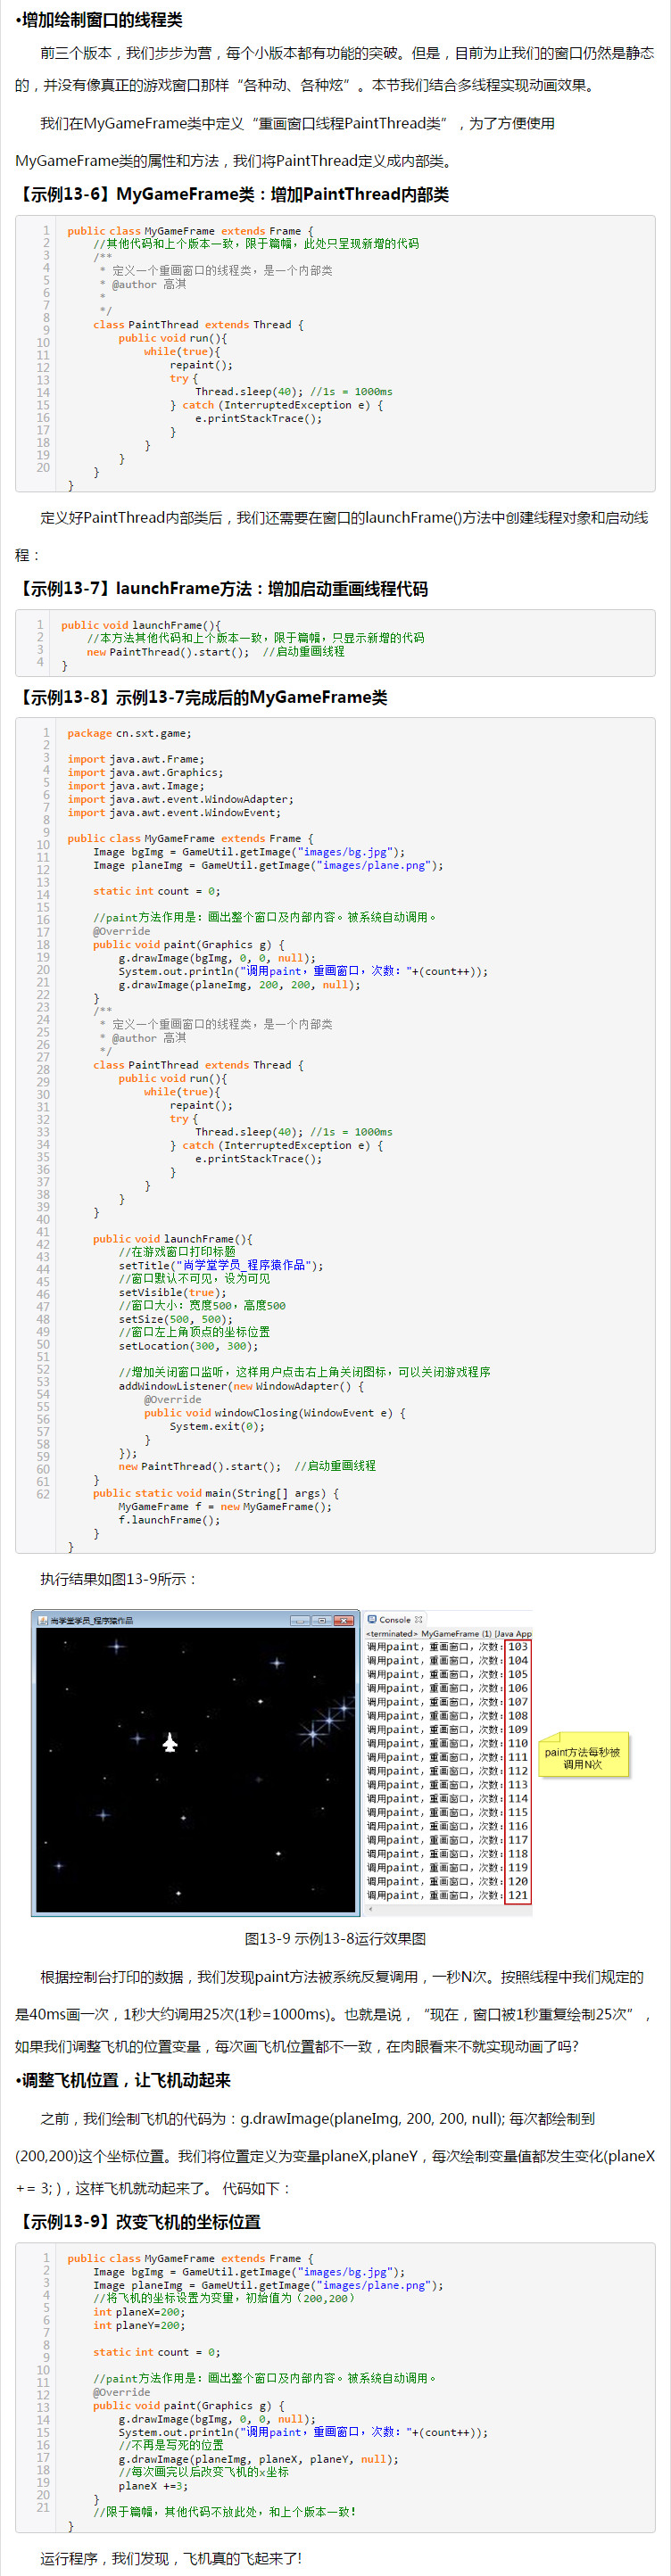 •增加绘制窗口的线程类
前三个版本，我们步步为营，每个小版本都有功能的突破。但是，目前为止我们的窗口仍然是静态
的，并没有像真正的游戏窗口那样“各种动、各种炫”。本节我们结合多线程实现动画效果。
我们在MyGameFrame类中定义“重画窗口线程PaintThread类”，为了方便使用
MyGameFrame类的属性和方法，我们将PaintThread定义成内部类。
【示例13-6】MyGameFrame类：增加PaintThread内部类
1 public class MyGameFrame extends Frame {
2 //其他代码和上个版本一致，限于篇幅，此处只呈现新增的代码
3 /**
4 * 定义一个重画窗口的线程类，是一个内部类
5 * @author 高淇
6 *
7 */
8 class PaintThread extends Thread {
9 public void run(){
10 while(true){
11 repaint();
12 try {
13 Thread.sleep(40); //1s = 1000ms
14 } catch (InterruptedException e) {
15 e.printStackTrace();
16 }
17 }
18 }
19 }
20 }
定义好PaintThread内部类后，我们还需要在窗口的launchFrame()方法中创建线程对象和启动线
程：
【示例13-7】launchFrame方法：增加启动重画线程代码
1 public void launchFrame(){
2 //本方法其他代码和上个版本一致，限于篇幅，只显示新增的代码
3 new PaintThread().start(); //启动重画线程
4 }
【示例13-8】示例13-7完成后的MyGameFrame类
1 package cn.sxt.game;
2
3 import java.awt.Frame;
4 import java.awt.Graphics;
5 import java.awt.Image;
6 import java.awt.event.WindowAdapter;
7 import java.awt.event.WindowEvent;
8
9 public class MyGameFrame extends Frame {
10 Image bgImg = GameUtil.getImage("images/bg.jpg");
11 Image planeImg = GameUtil.getImage("images/plane.png");
12
13 static int count = 0;
14
15 //paint方法作用是：画出整个窗口及内部内容。被系统自动调用。
16 @Override
17 public void paint(Graphics g) {
18 g.drawImage(bgImg, 0, 0, null);
19 System.out.println("调用paint，重画窗口，次数："+(count++));
20 g.drawImage(planeImg, 200, 200, null);
21 }
22 /**
23 * 定义一个重画窗口的线程类，是一个内部类
24 * @author 高淇
25 */
26 class PaintThread extends Thread {
27 public void run(){
28 while(true){
29 repaint();
30 try {
31 Thread.sleep(40); //1s = 1000ms
32 } catch (InterruptedException e) {
33 e.printStackTrace();
34 }
35 }
36 }
37 }
38
39 public void launchFrame(){
40 //在游戏窗口打印标题
41 setTitle("尚学堂学员_程序猿作品");
42 //窗口默认不可见，设为可见
43 setVisible(true);
44 //窗口大小：宽度500，高度500
45 setSize(500, 500);
46 //窗口左上角顶点的坐标位置
47 setLocation(300, 300);
48
49 //增加关闭窗口监听，这样用户点击右上角关闭图标，可以关闭游戏程序
50 addWindowListener(new WindowAdapter() {
51 @Override
52 public void windowClosing(WindowEvent e) {
53 System.exit(0);
54 }
55 });
56 new PaintThread().start(); //启动重画线程
57 }
58 public static void main(String[] args) {
59 MyGameFrame f = new MyGameFrame();
60 f.launchFrame();
61 }
62 }
执行结果如图13-9所示：
尚学堂学员_程序猿作品
Console
<terminated> MyGameFrame (1) [Java App
调用paint，重画窗口，次数：103
调用paint，重画窗口，次数：104
调用paint，重画窗口，次数：105
调用paint，重画窗口，次数：106
调用paint，重画窗口，次数：107
调用paint，重画窗口，次数：108
调用paint，重画窗口，次数：109
调用paint，重画窗口，次数：110
调用paint，重画窗口，次数：111
调用paint，重画窗口，次数：112
调用paint，重画窗口，次数：113
调用paint，重画窗口，次数：114
调用paint，重画窗口，次数：115
调用paint，重画窗口，次数：116
调用paint，重画窗口，次数：117
调用paint，重画窗口，次数：118
调用paint，重画窗口，次数：119
调用paint，重画窗口，次数：120
调用paint，重画窗口，次数：121
paint方法每秒被
调用N次
图13-9 示例13-8运行效果图
根据控制台打印的数据，我们发现paint方法被系统反复调用，一秒N次。按照线程中我们规定的
是40ms画一次，1秒大约调用25次(1秒=1000ms)。也就是说，“现在，窗口被1秒重复绘制25次”，
如果我们调整飞机的位置变量，每次画飞机位置都不一致，在肉眼看来不就实现动画了吗?
•调整飞机位置，让飞机动起来
之前，我们绘制飞机的代码为：g.drawImage(planeImg, 200, 200, null); 每次都绘制到
(200,200)这个坐标位置。我们将位置定义为变量planeX,planeY，每次绘制变量值都发生变化(planeX
+= 3; )，这样飞机就动起来了。 代码如下：
【示例13-9】改变飞机的坐标位置
1 public class MyGameFrame extends Frame {
2 Image bgImg = GameUtil.getImage("images/bg.jpg");
3 Image planeImg = GameUtil.getImage("images/plane.png");
4 //将飞机的坐标设置为变量，初始值为（200,200）
5 int planeX=200;
6 int planeY=200;
7
8 static int count = 0;
9
10 //paint方法作用是：画出整个窗口及内部内容。被系统自动调用。
11 @Override
12 public void paint(Graphics g) {
13 g.drawImage(bgImg, 0, 0, null);
14 System.out.println("调用paint，重画窗口，次数："+(count++));
15 //不再是写死的位置
16 g.drawImage(planeImg, planeX, planeY, null);
17 //每次画完以后改变飞机的x坐标
18 planeX +=3;
19 }
20 //限于篇幅，其他代码不放此处，和上个版本一致！
21 }
运行程序，我们发现，飞机真的飞起来了!